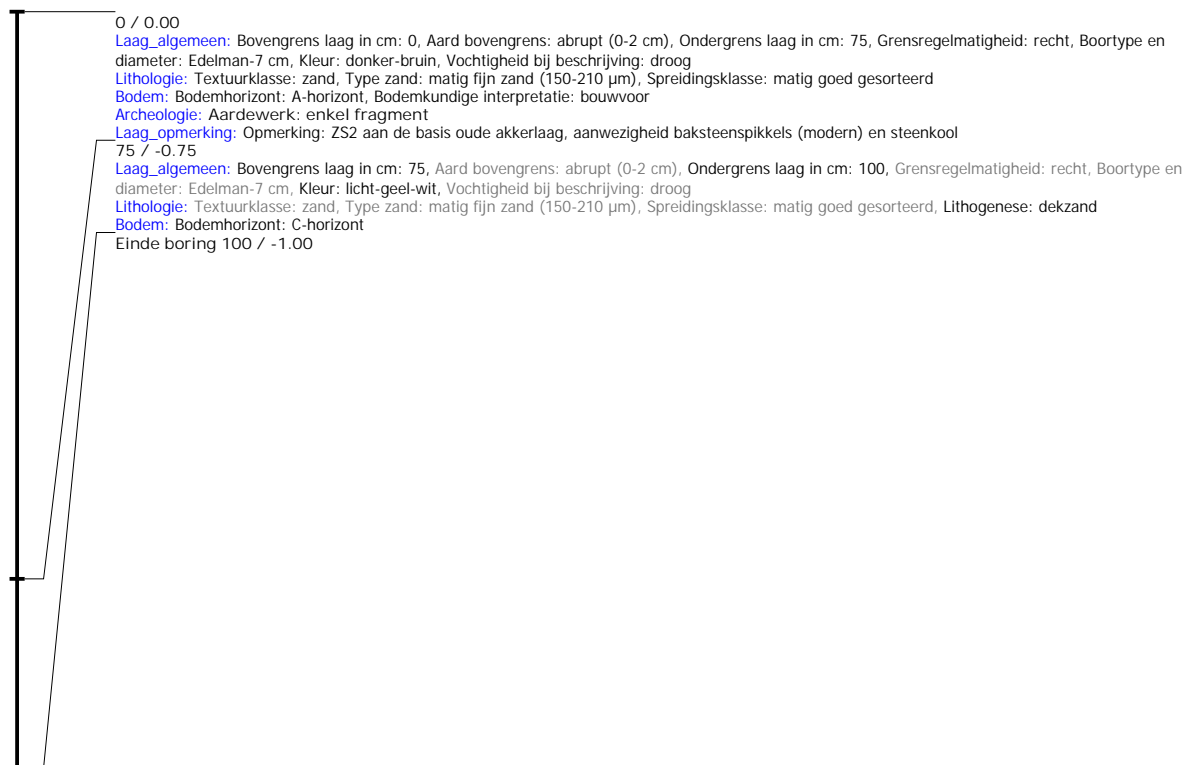 0 / 0.00
Laag_algemeen: Bovengrens laag in cm: 0, Aard bovengrens: abrupt (0-2 cm), Ondergrens laag in cm: 75, Grensregelmatigheid: recht, Boortype en
diameter: Edelman-7 cm, Kleur: donker-bruin, Vochtigheid bij beschrijving: droog
Lithologie: Textuurklasse: zand, Type zand: matig fijn zand (150-210 µm), Spreidingsklasse: matig goed gesorteerd
Bodem: Bodemhorizont: A-horizont, Bodemkundige interpretatie: bouwvoor
Archeologie: Aardewerk: enkel fragment
Laag_opmerking: Opmerking: ZS2 aan de basis oude akkerlaag, aanwezigheid baksteenspikkels (modern) en steenkool
75 / -0.75
Laag_algemeen: Bovengrens laag in cm: 75, Aard bovengrens: abrupt (0-2 cm), Ondergrens laag in cm: 100, Grensregelmatigheid: recht, Boortype en
diameter: Edelman-7 cm, Kleur: licht-geel-wit, Vochtigheid bij beschrijving: droog
Lithologie: Textuurklasse: zand, Type zand: matig fijn zand (150-210 µm), Spreidingsklasse: matig goed gesorteerd, Lithogenese: dekzand
Bodem: Bodemhorizont: C-horizont
Einde boring 100 / -1.00